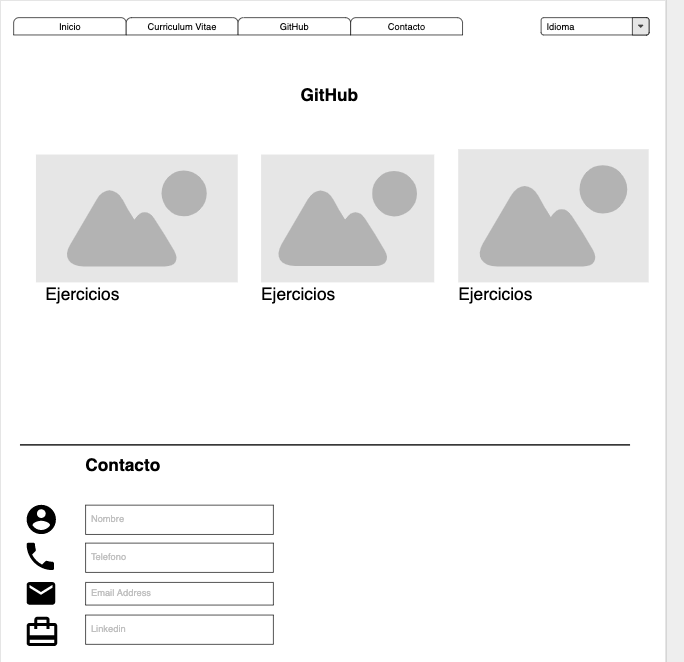 Inicio
Curriculum Vitae
GitHub
Contacto
Idioma
GitHub
Ejercicios
Ejercicios
Ejercicios
Contacto
Nombre
Telefono
Email Address
Linkedin